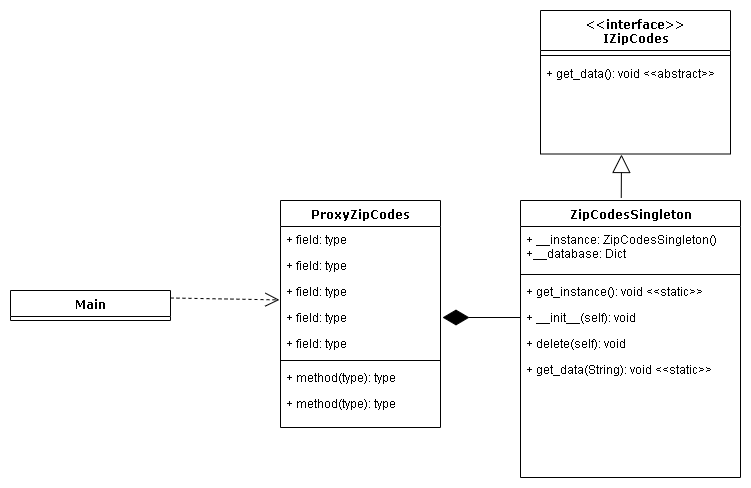 <<interface>>
IZipCodes
+ get_data(): void <<abstract>>
ProxyZipCodes
+ field: type
+ field: type
+ field: type
+ field: type
+ field: type
+ method(type): type
+ method(type): type
ZipCodesSingleton
+ __instance: ZipCodesSingleton()
+__database: Dict
+ get_instance(): void <<static>>
+ __init__(self): void
+ delete(self): void
+ get_data(String): void <<static>>
Main